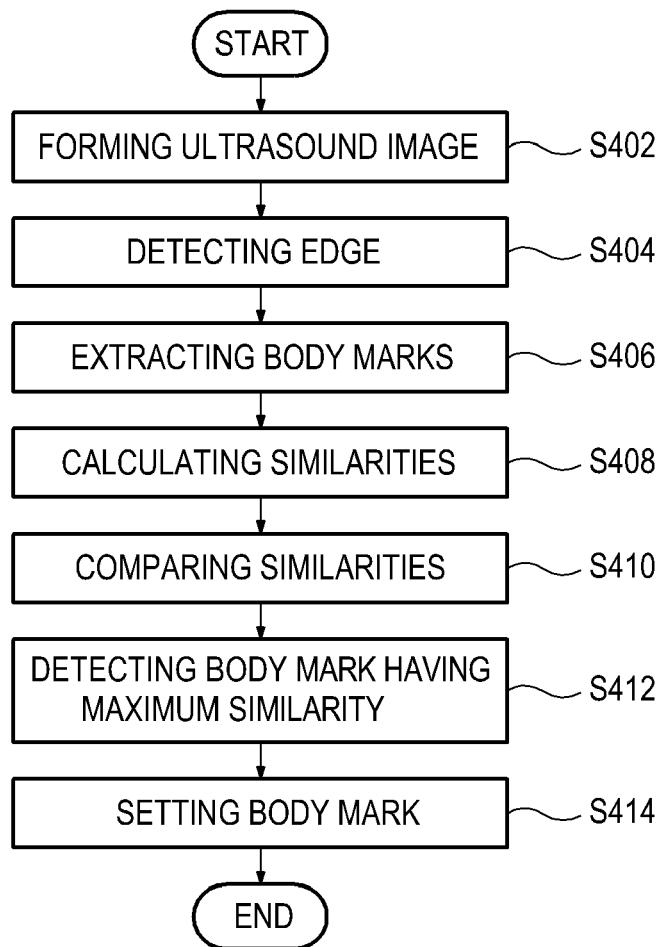 START
FORMING ULTRASOUND IMAGE
S402
DETECTING EDGE
S404
EXTRACTING BODY MARKS
S406
CALCULATING SIMILARITIES
S408
COMPARING SIMILARITIES
S410
DETECTING BODY MARK HAVING
MAXIMUM SIMILARITY
S412
SETTING BODY MARK
S414
END